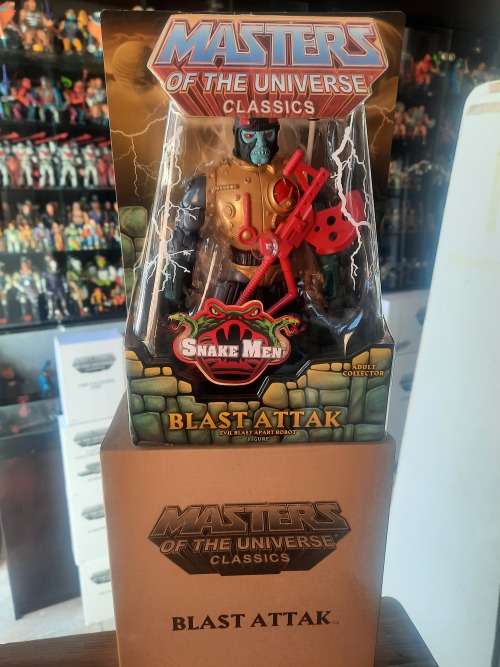 MASTERS
OF THE UNIVERSE
CLASSICS
SNAKE MEN
ADULT
COLLECTOR
BLAST ATTAK
EVIL BLAST APART ROBOT
FIGURE
MASTERS
OF THE UNIVERSE
CLASSICS
BLAST ATTAK™